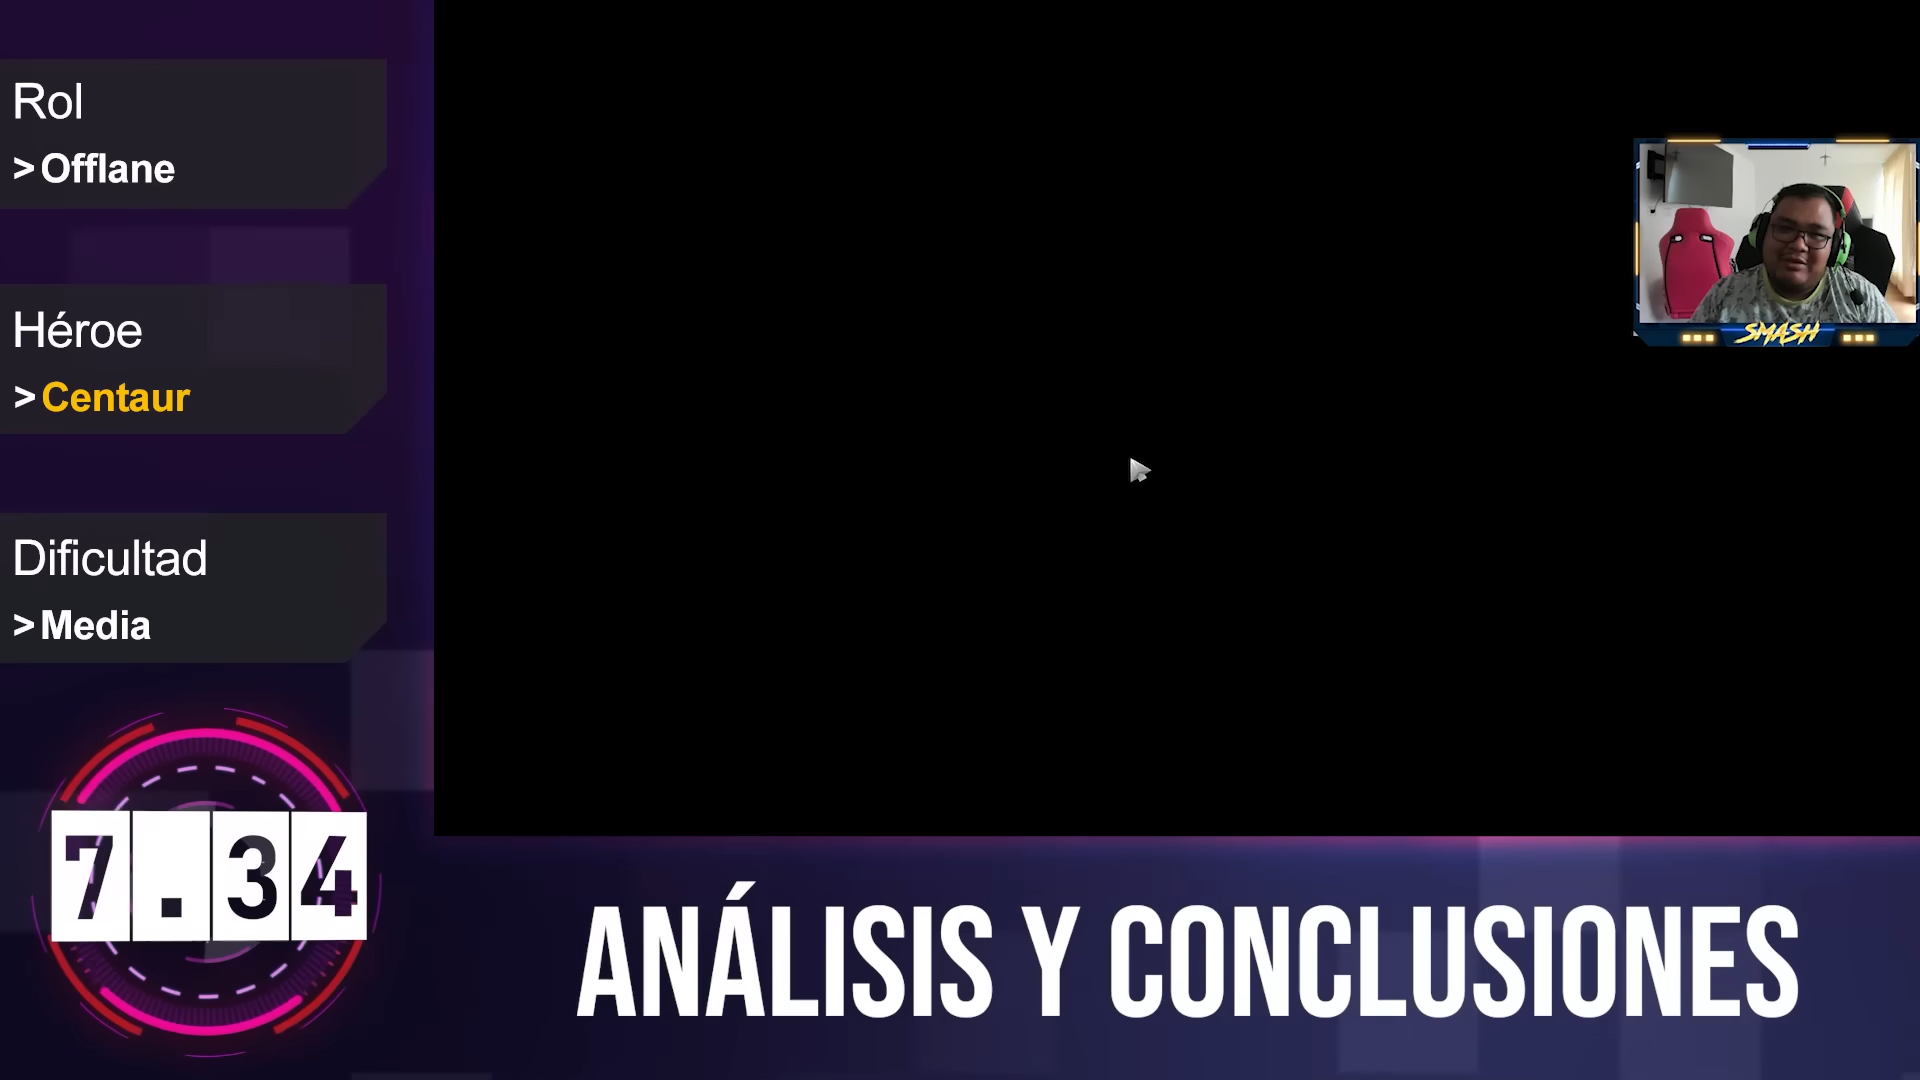 Rol
> Offlane
Héroe
> Centaur
Dificultad
> Media
7.34
SMASH
ANÁLISIS Y CONCLUSIONES